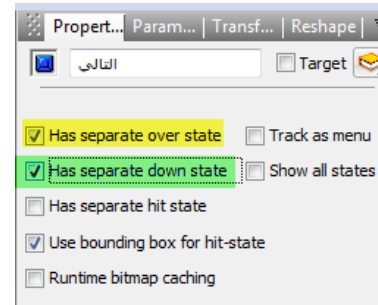 Propert... Param... | Transf... | Reshape |
التالي Target
Has separate over state Track as menu
Has separate down state Show all states
Has separate hit state
Use bounding box for hit-state
Runtime bitmap caching